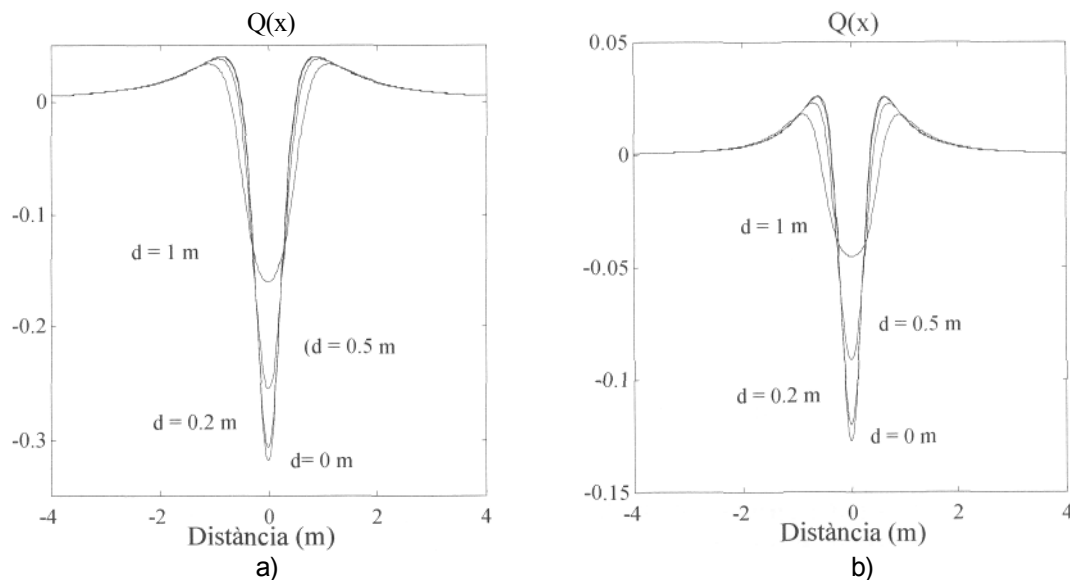 Q(x)
0
-0.1
-0.2
-0.3
d = 1 m
(d = 0.5 m
d = 0.2 m
d= 0 m
-4
-2
0
2
4
Distància (m)
a)
Q(x)
0.05
0
-0.05
-0.1
-0.15
d = 1 m
d = 0.5 m
d = 0.2 m
d = 0 m
-4
-2
0
2
4
Distància (m)
b)